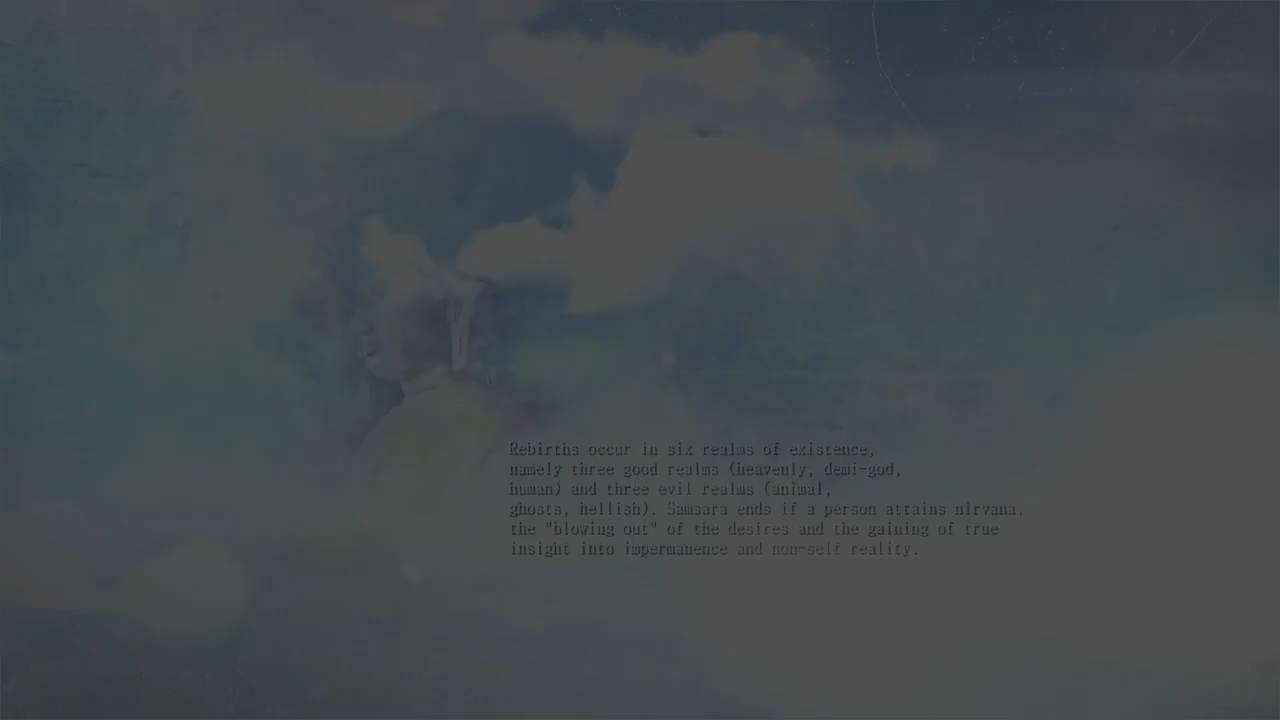 Rebirths occur in six realms of existence,
namely three good realms (heavenly, demi-god,
human) and three evil realms (animal,
ghosts, hellish). Samsara ends if a person attains nirvana,
the "blowing out" of the desires and the gaining of true
insight into impermanence and non-self reality.